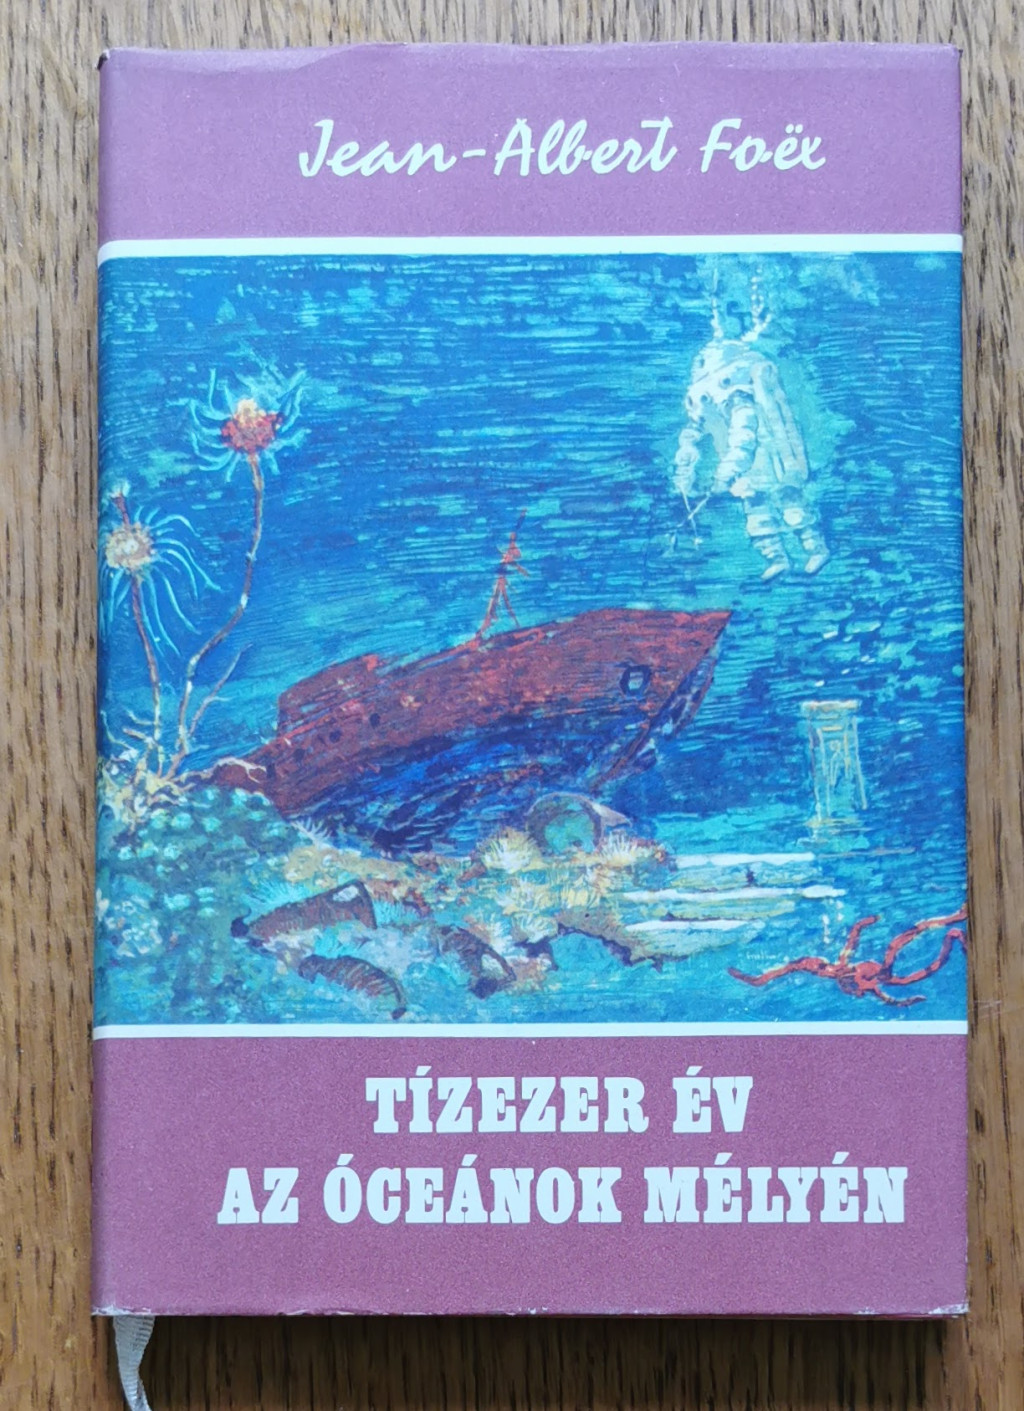 Jean-Albert Foëx
TÍZEZER ÉV
AZ ÓCEÁNOK MÉLYÉN